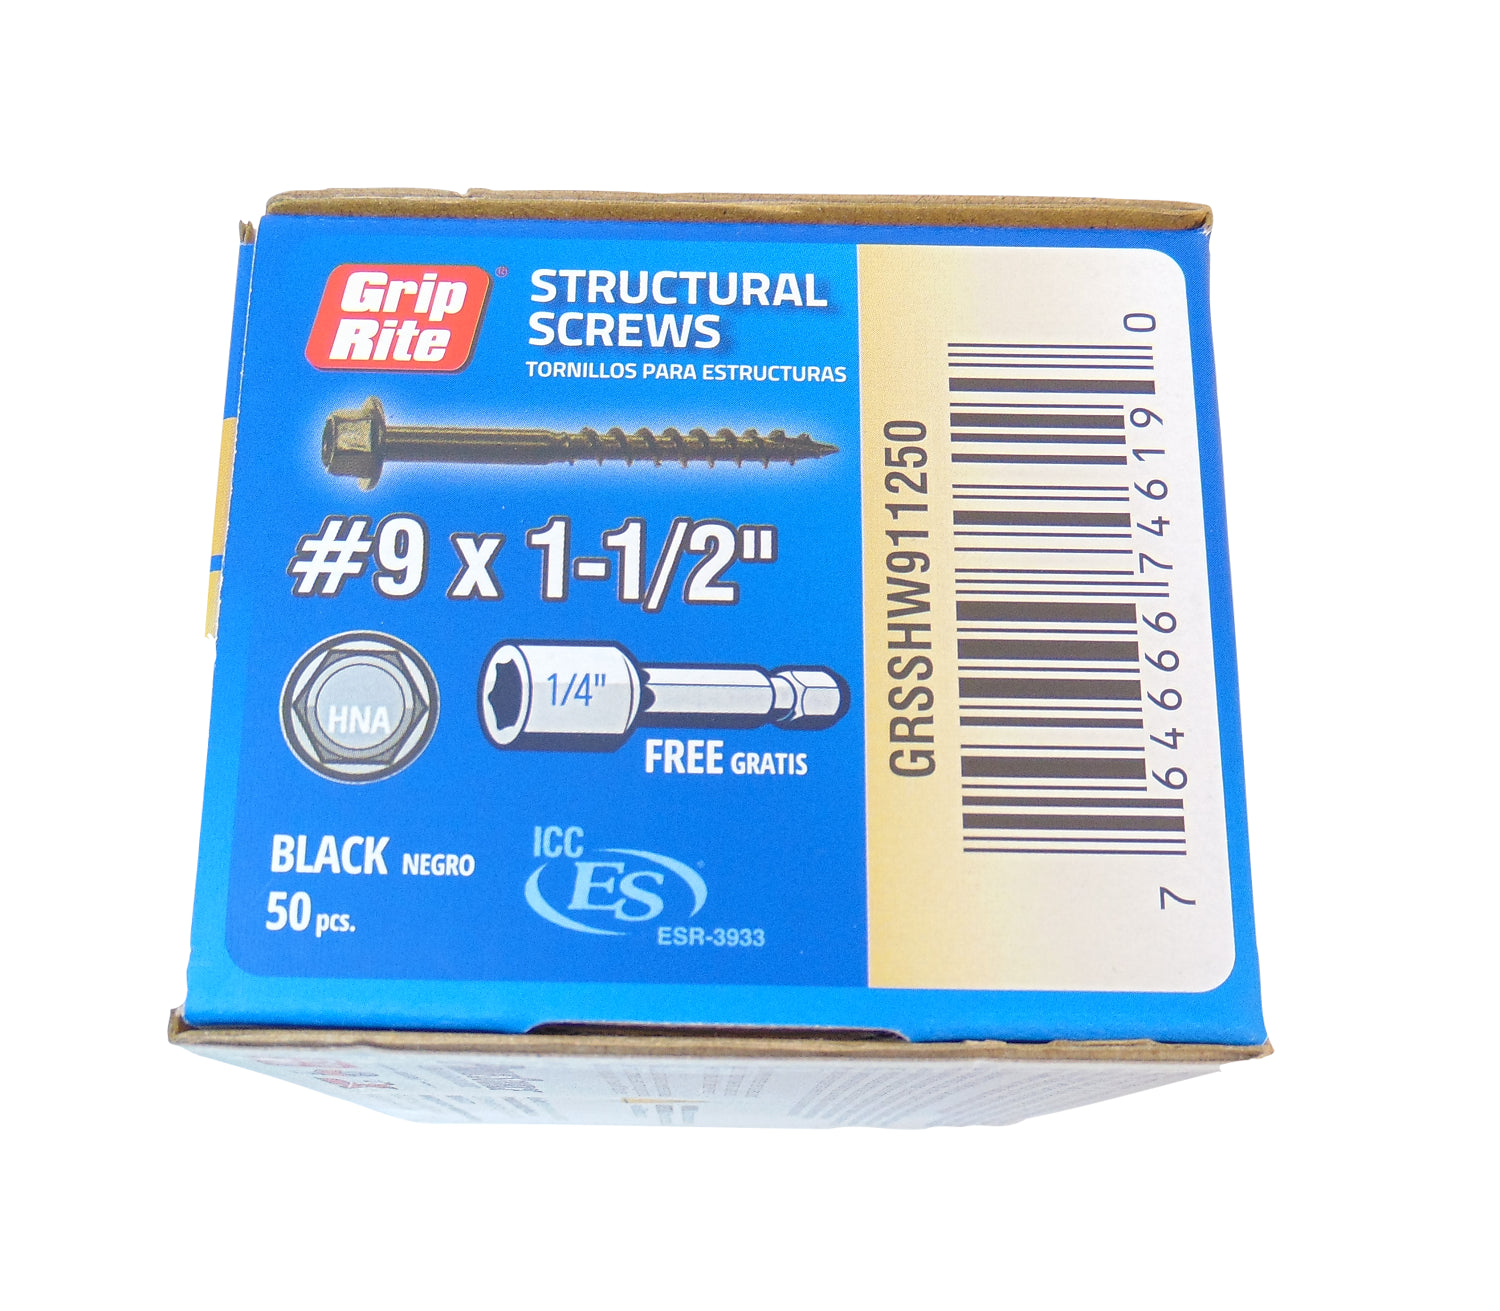 Grip
Rite
®
STRUCTURAL
SCREWS
TORNILLOS PARA ESTRUCTURAS
#9 x 1-1/2"
HNA
1/4"
FREE GRATIS
BLACK NEGRO
50 pcs.
ICC
ES
ESR-3933
GRSSHW911250
7 64666 74619 0